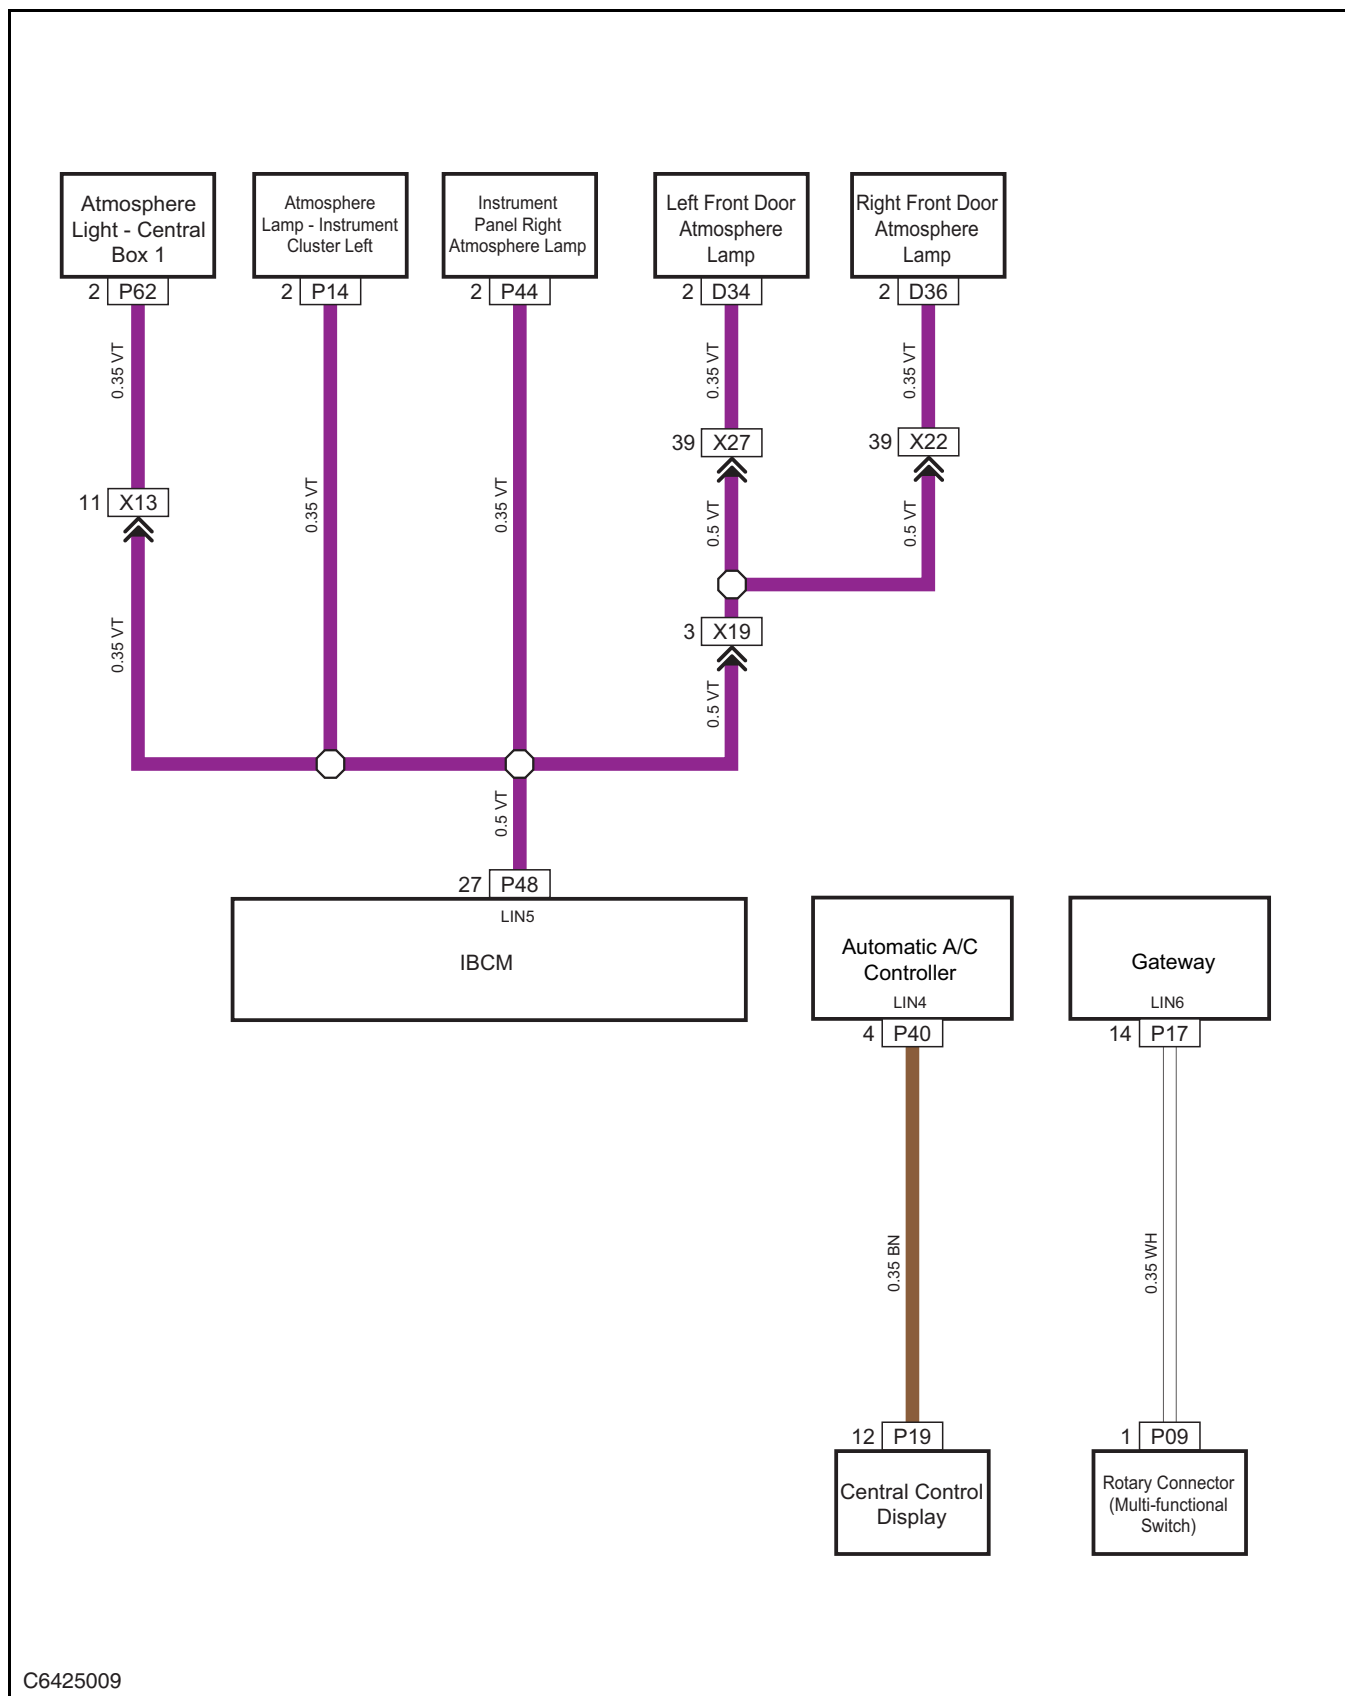 Atmosphere
Light - Central
Box 1
Atmosphere
Lamp - Instrument
Cluster Left
Instrument
Panel Right
Atmosphere Lamp
Left Front Door
Atmosphere
Lamp
Right Front Door
Atmosphere
Lamp
2 P62
2 P14
2 P44
2 D34
2 D36
0.35 VT
0.35 VT
0.35 VT
39 X27
39 X22
11 X13
0.35 VT
0.35 VT
0.5 VT
0.5 VT
3 X19
0.35 VT
0.5 VT
0.5 VT
27 P48
LIN5
IBCM
Automatic A/C
Controller
LIN4
Gateway
LIN6
4 P40
14 P17
0.35 BN
0.35 WH
12 P19
1 P09
Central Control
Display
Rotary Connector
(Multi-functional
Switch)
C6425009